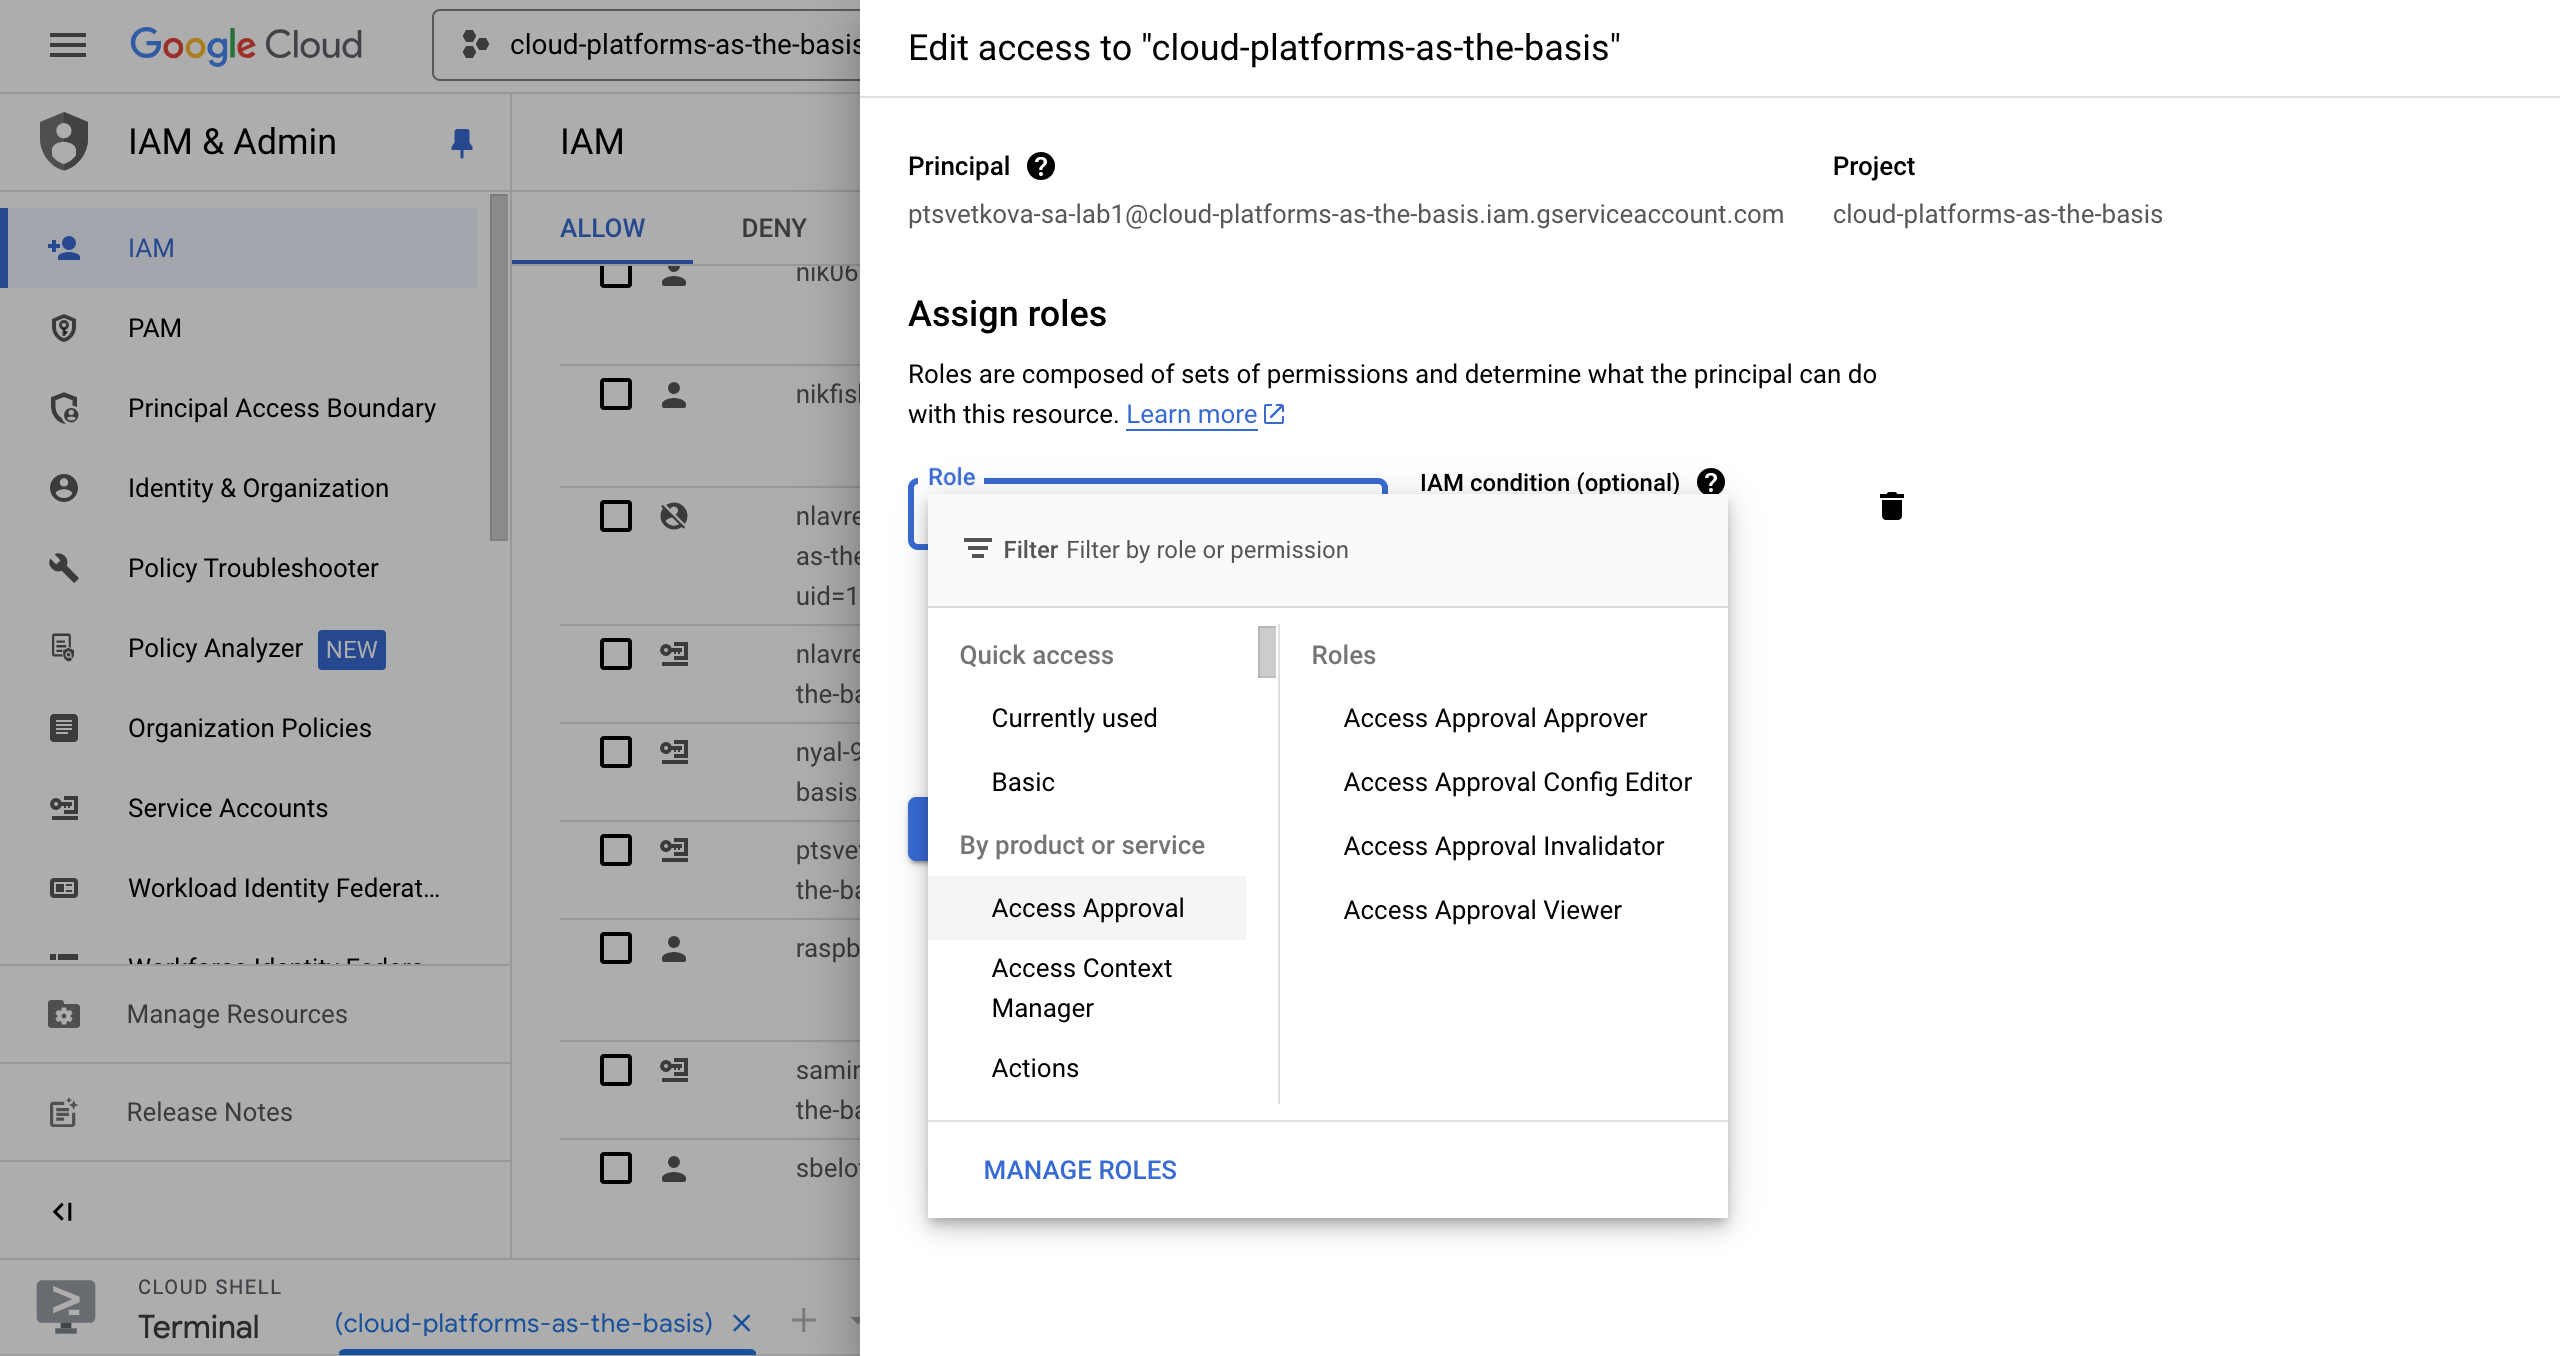 Google Cloud
cloud-platforms-as-the-basis
IAM & Admin
IAM
PAM
Principal Access Boundary
Identity & Organization
Policy Troubleshooter
Policy Analyzer NEW
Organization Policies
Service Accounts
Workload Identity Federat...
Manage Resources
Release Notes
IAM
ALLOW DENY
nik06
nikfish
nlavre
as-the
uid=1
nlavre
the-ba
nyal-9
basis.
ptsvet
the-ba
raspb
samir
the-ba
sbelo
Edit access to "cloud-platforms-as-the-basis"
Principal
ptsvetkova-sa-lab1@cloud-platforms-as-the-basis.iam.gserviceaccount.com
Project
cloud-platforms-as-the-basis
Assign roles
Roles are composed of sets of permissions and determine what the principal can do
with this resource. Learn more
Role
IAM condition (optional)
Filter Filter by role or permission
Quick access
Currently used
Basic
By product or service
Access Approval
Access Context
Manager
Actions
Roles
Access Approval Approver
Access Approval Config Editor
Access Approval Invalidator
Access Approval Viewer
MANAGE ROLES
CLOUD SHELL
Terminal
(cloud-platforms-as-the-basis)